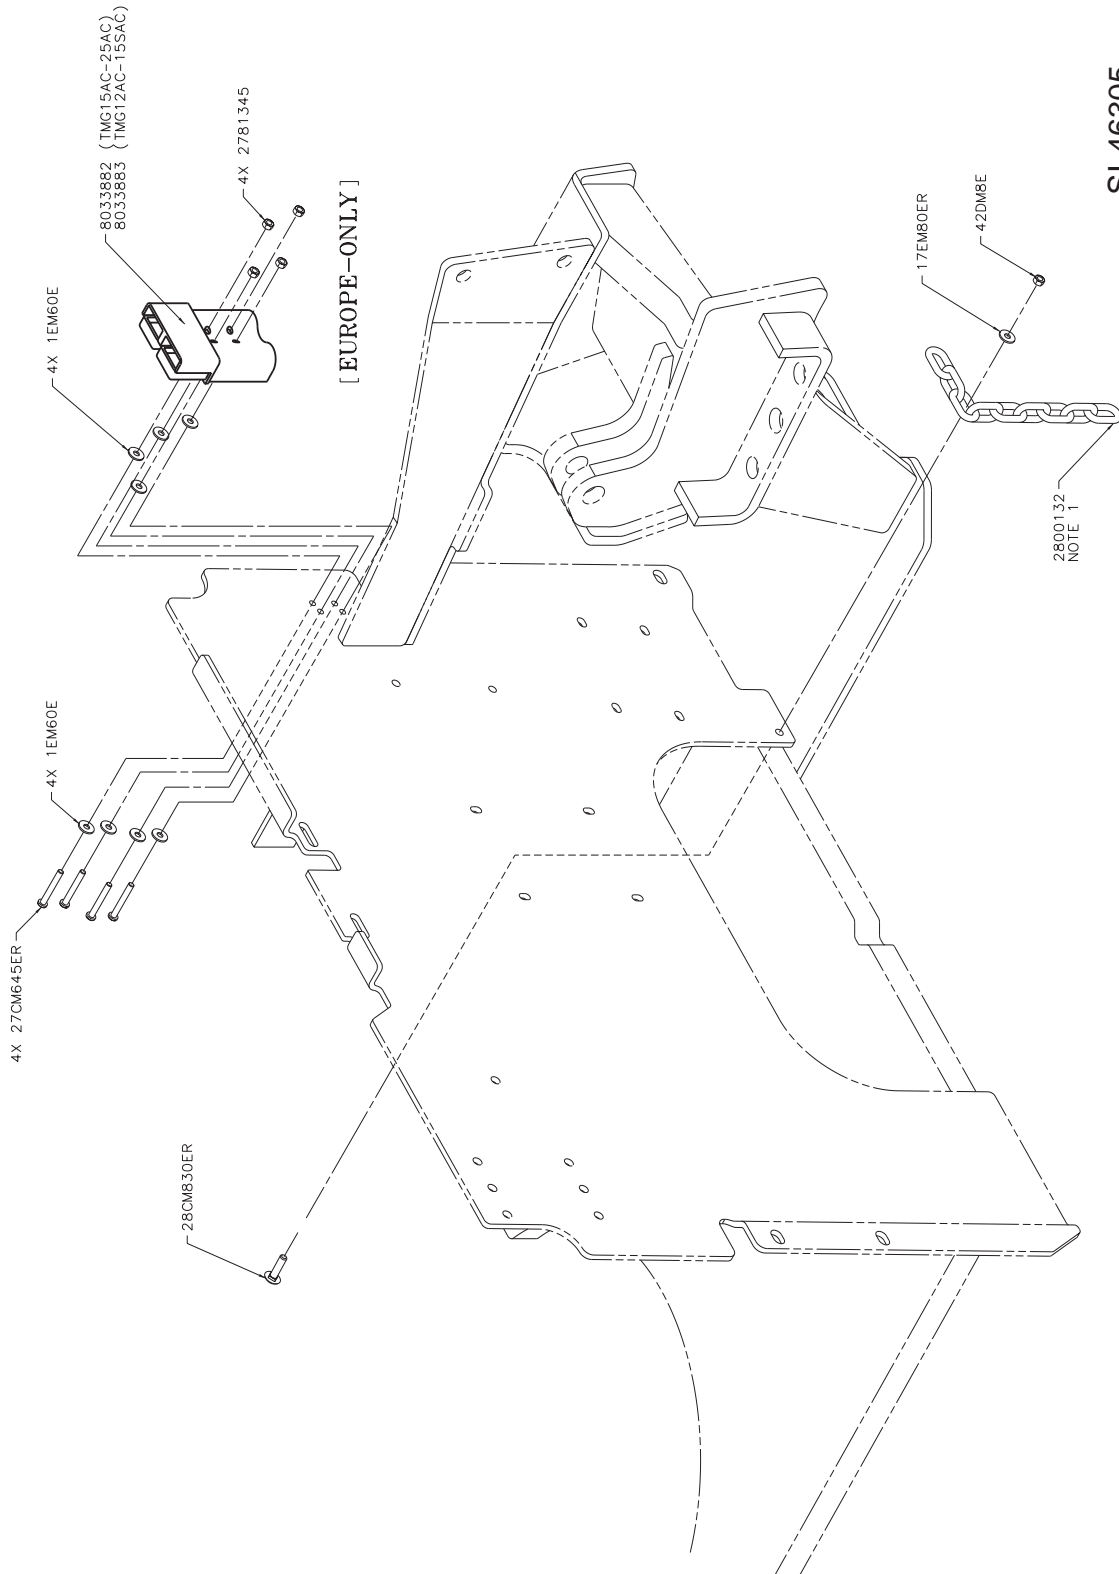 4X 27CM645ER
4X 1EM60E
4X 1EM60E
8033882 (TMG15AC-25AC)
8033883 (TMG12AC-15SAC)
4X 2781345
[EUROPE-ONLY]
28CM830ER
17EM80ER
42DM8E
2800132
NOTE 1